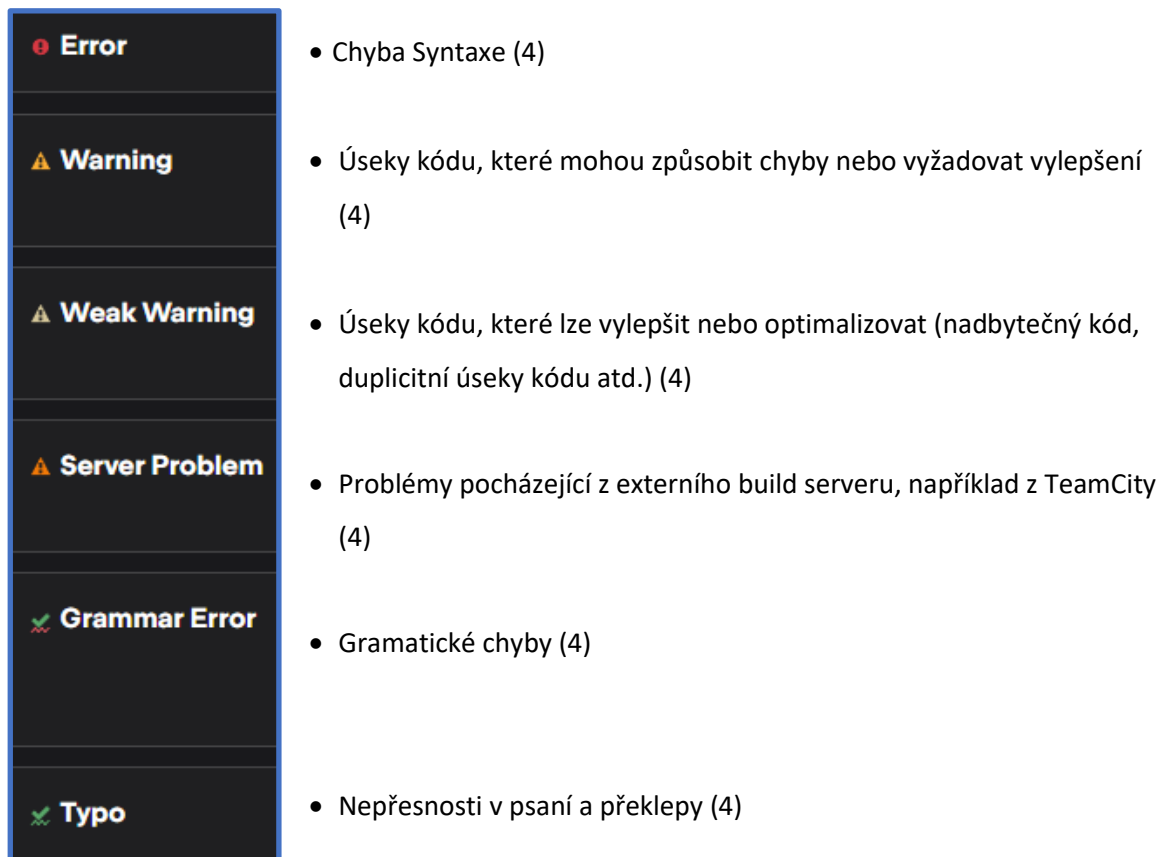 Error
• Chyba Syntaxe (4)
Warning
• Úseky kódu, které mohou způsobit chyby nebo vyžadovat vylepšení
(4)
Weak Warning
• Úseky kódu, které lze vylepšit nebo optimalizovat (nadbytečný kód,
duplicitní úseky kódu atd.) (4)
Server Problem
• Problémy pocházející z externího build serveru, například z TeamCity
(4)
Grammar Error
• Gramatické chyby (4)
Typo
• Nepřesnosti v psaní a překlepy (4)